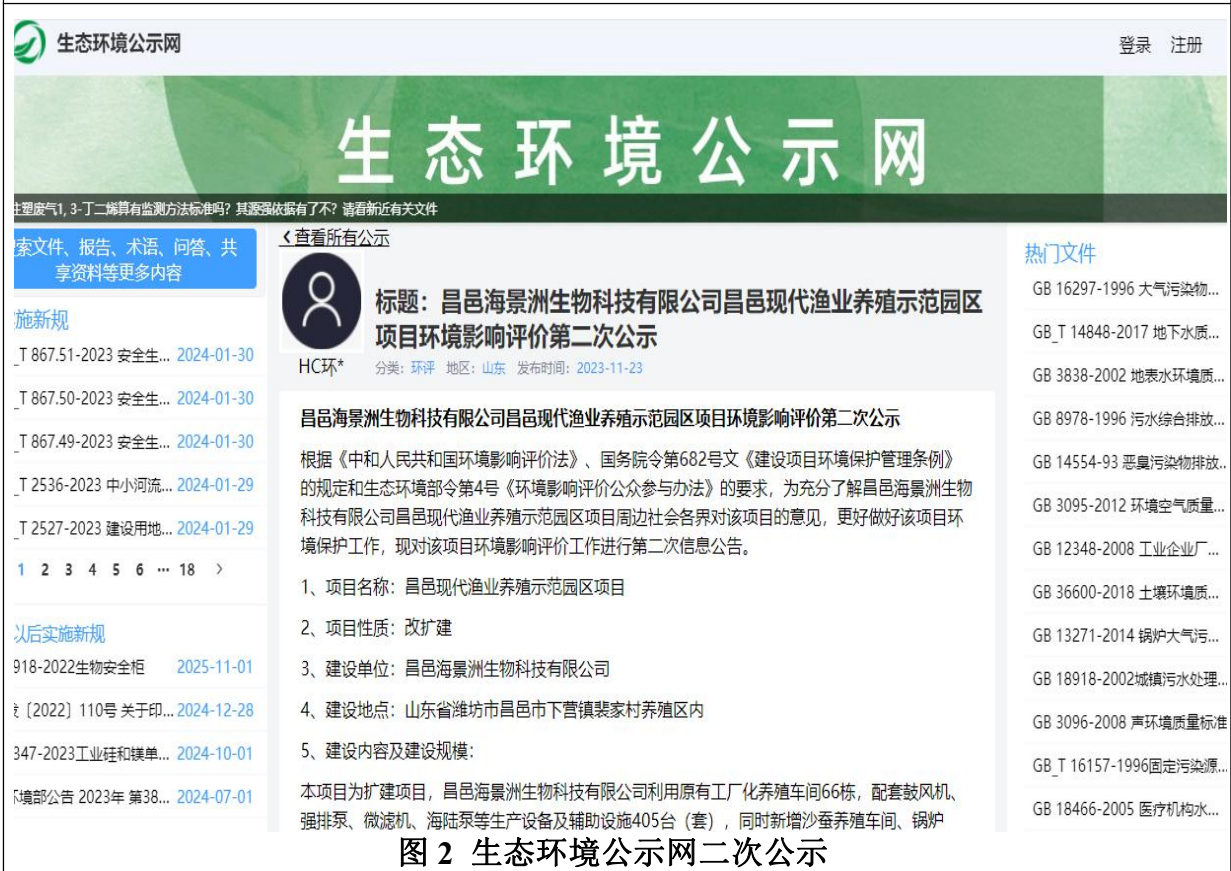 生态环境公示网
登录 注册
生态环境公示网
注塑废气1, 3-丁二烯算有监测方法标准吗？其源强依据有了不？请看新近有关文件
索文件、报告、术语、问答、共
享资料等更多内容
施新规
_T 867.51-2023 安全生... 2024-01-30
_T 867.50-2023 安全生... 2024-01-30
_T 867.49-2023 安全生... 2024-01-30
_T 2536-2023 中小河流... 2024-01-29
_T 2527-2023 建设用地... 2024-01-29
1 2 3 4 5 6 ··· 18 >
以后实施新规
918-2022生物安全柜 2025-11-01
发〔2022〕110号 关于印... 2024-12-28
347-2023工业硅和镁单... 2024-10-01
环境部公告 2023年 第38... 2024-07-01
<查看所有公示
HC环*
标题：昌邑海景洲生物科技有限公司昌邑现代渔业养殖示范园区
项目环境影响评价第二次公示
分类：环评 地区：山东 发布时间：2023-11-23
昌邑海景洲生物科技有限公司昌邑现代渔业养殖示范园区项目环境影响评价第二次公示
根据《中和人民共和国环境影响评价法》、国务院令第682号文《建设项目环境保护管理条例》
的规定和生态环境部令第4号《环境影响评价公众参与办法》的要求，为充分了解昌邑海景洲生物
科技有限公司昌邑现代渔业养殖示范园区项目周边社会各界对该项目的意见，更好做好该项目环
境保护工作，现对该项目环境影响评价工作进行第二次信息公告。
1、项目名称：昌邑现代渔业养殖示范园区项目
2、项目性质：改扩建
3、建设单位：昌邑海景洲生物科技有限公司
4、建设地点：山东省潍坊市昌邑市下营镇裴家村养殖区内
5、建设内容及建设规模：
本项目为扩建项目，昌邑海景洲生物科技有限公司利用原有工厂化养殖车间66栋，配套鼓风机、
强排泵、微滤机、海陆泵等生产设备及辅助设施405台（套），同时新增沙蚕养殖车间、锅炉
热门文件
GB 16297-1996 大气污染物...
GB_T 14848-2017 地下水质...
GB 3838-2002 地表水环境质...
GB 8978-1996 污水综合排放...
GB 14554-93 恶臭污染物排放..
GB 3095-2012 环境空气质量...
GB 12348-2008 工业企业厂...
GB 36600-2018 土壤环境质...
GB 13271-2014 锅炉大气污...
GB 18918-2002城镇污水处理...
GB 3096-2008 声环境质量标准
GB_T 16157-1996固定污染源...
GB 18466-2005 医疗机构水...
图 2 生态环境公示网二次公示